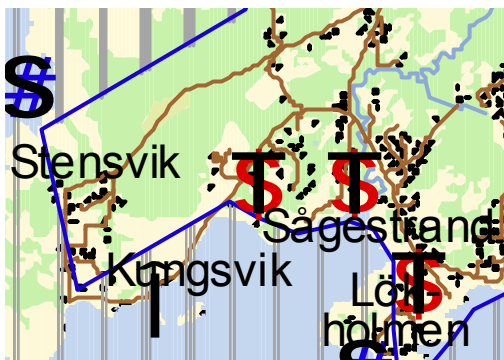 S
Stensvik
T S
T S
Sågestrand
Kungsvik
T
T S
Lök-
holmen
S